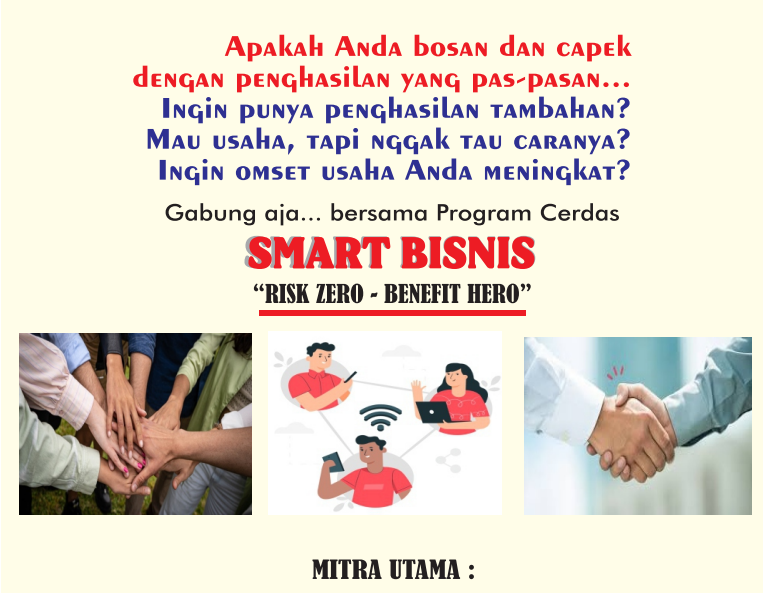 Apakah Anda bosan dan capek
dengan penghasilan yang pas-pasan...
Ingin punya penghasilan tambahan?
Mau usaha, tapi nggak tau caranya?
Ingin omset usaha Anda meningkat?
Gabung aja... bersama Program Cerdas
SMART BISNIS
“RISK ZERO - BENEFIT HERO”
MITRA UTAMA :